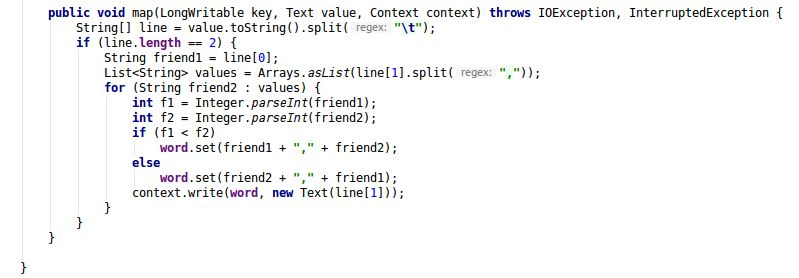 public void map(LongWritable key, Text value, Context context) throws IOException, InterruptedException {
String[] line = value.toString().split( regex: "\t");
if (line.length == 2) {
String friend1 = line[0];
List<String> values = Arrays.asList(line[1].split( regex: ","));
for (String friend2 : values) {
int f1 = Integer.parseInt(friend1);
int f2 = Integer.parseInt(friend2);
if (f1 < f2)
word.set(friend1 + "," + friend2);
else
word.set(friend2 + "," + friend1);
context.write(word, new Text(line[1]));
}
}
}
}